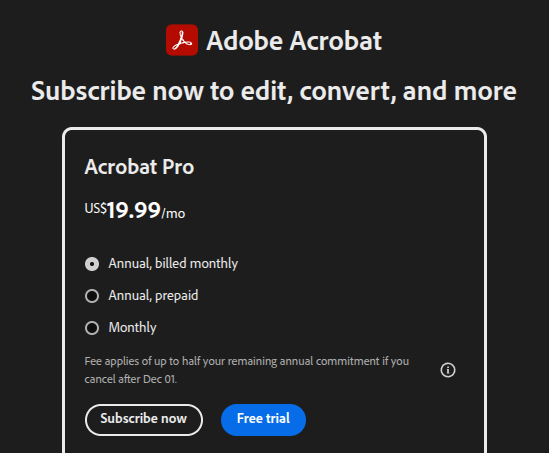 Adobe Acrobat
Subscribe now to edit, convert, and more
Acrobat Pro
US$19.99/mo
Annual, billed monthly
Annual, prepaid
Monthly
Fee applies of up to half your remaining annual commitment if you
cancel after Dec 01.
Subscribe now
Free trial